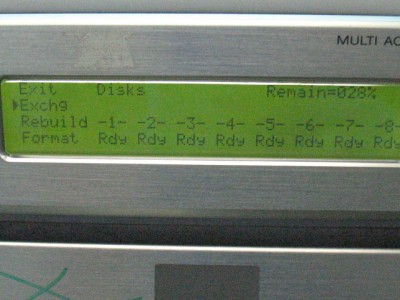 MULTI AC
Exit Disks Remain=028%
▶Exchg
Rebuild -1- -2- -3- -4- -5- -6- -7- -8-
Format Rdy Rdy Rdy Rdy Rdy Rdy Rdy Rdy